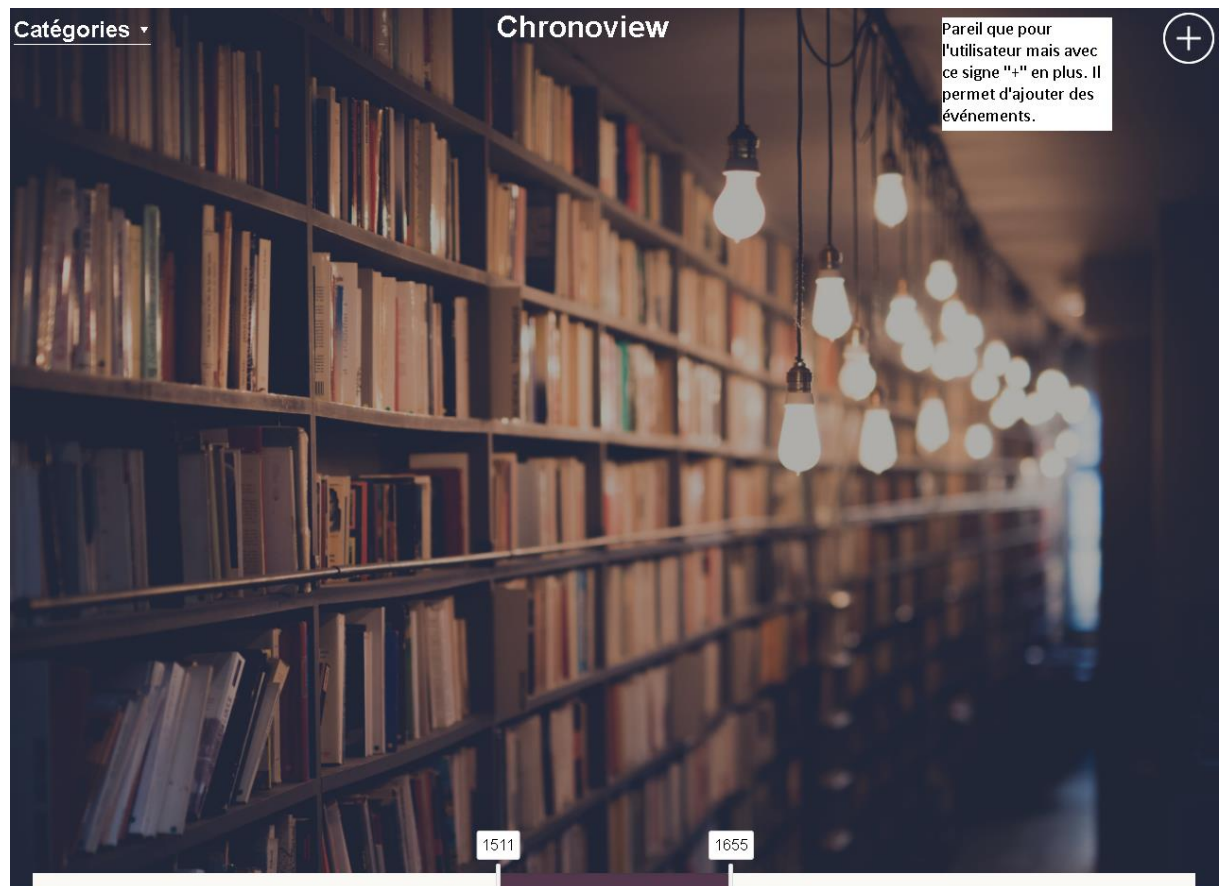 Catégories
Chronoview
Pareil que pour
l'utilisateur mais avec
ce signe "+" en plus. Il
permet d'ajouter des
événements.
1511
1655